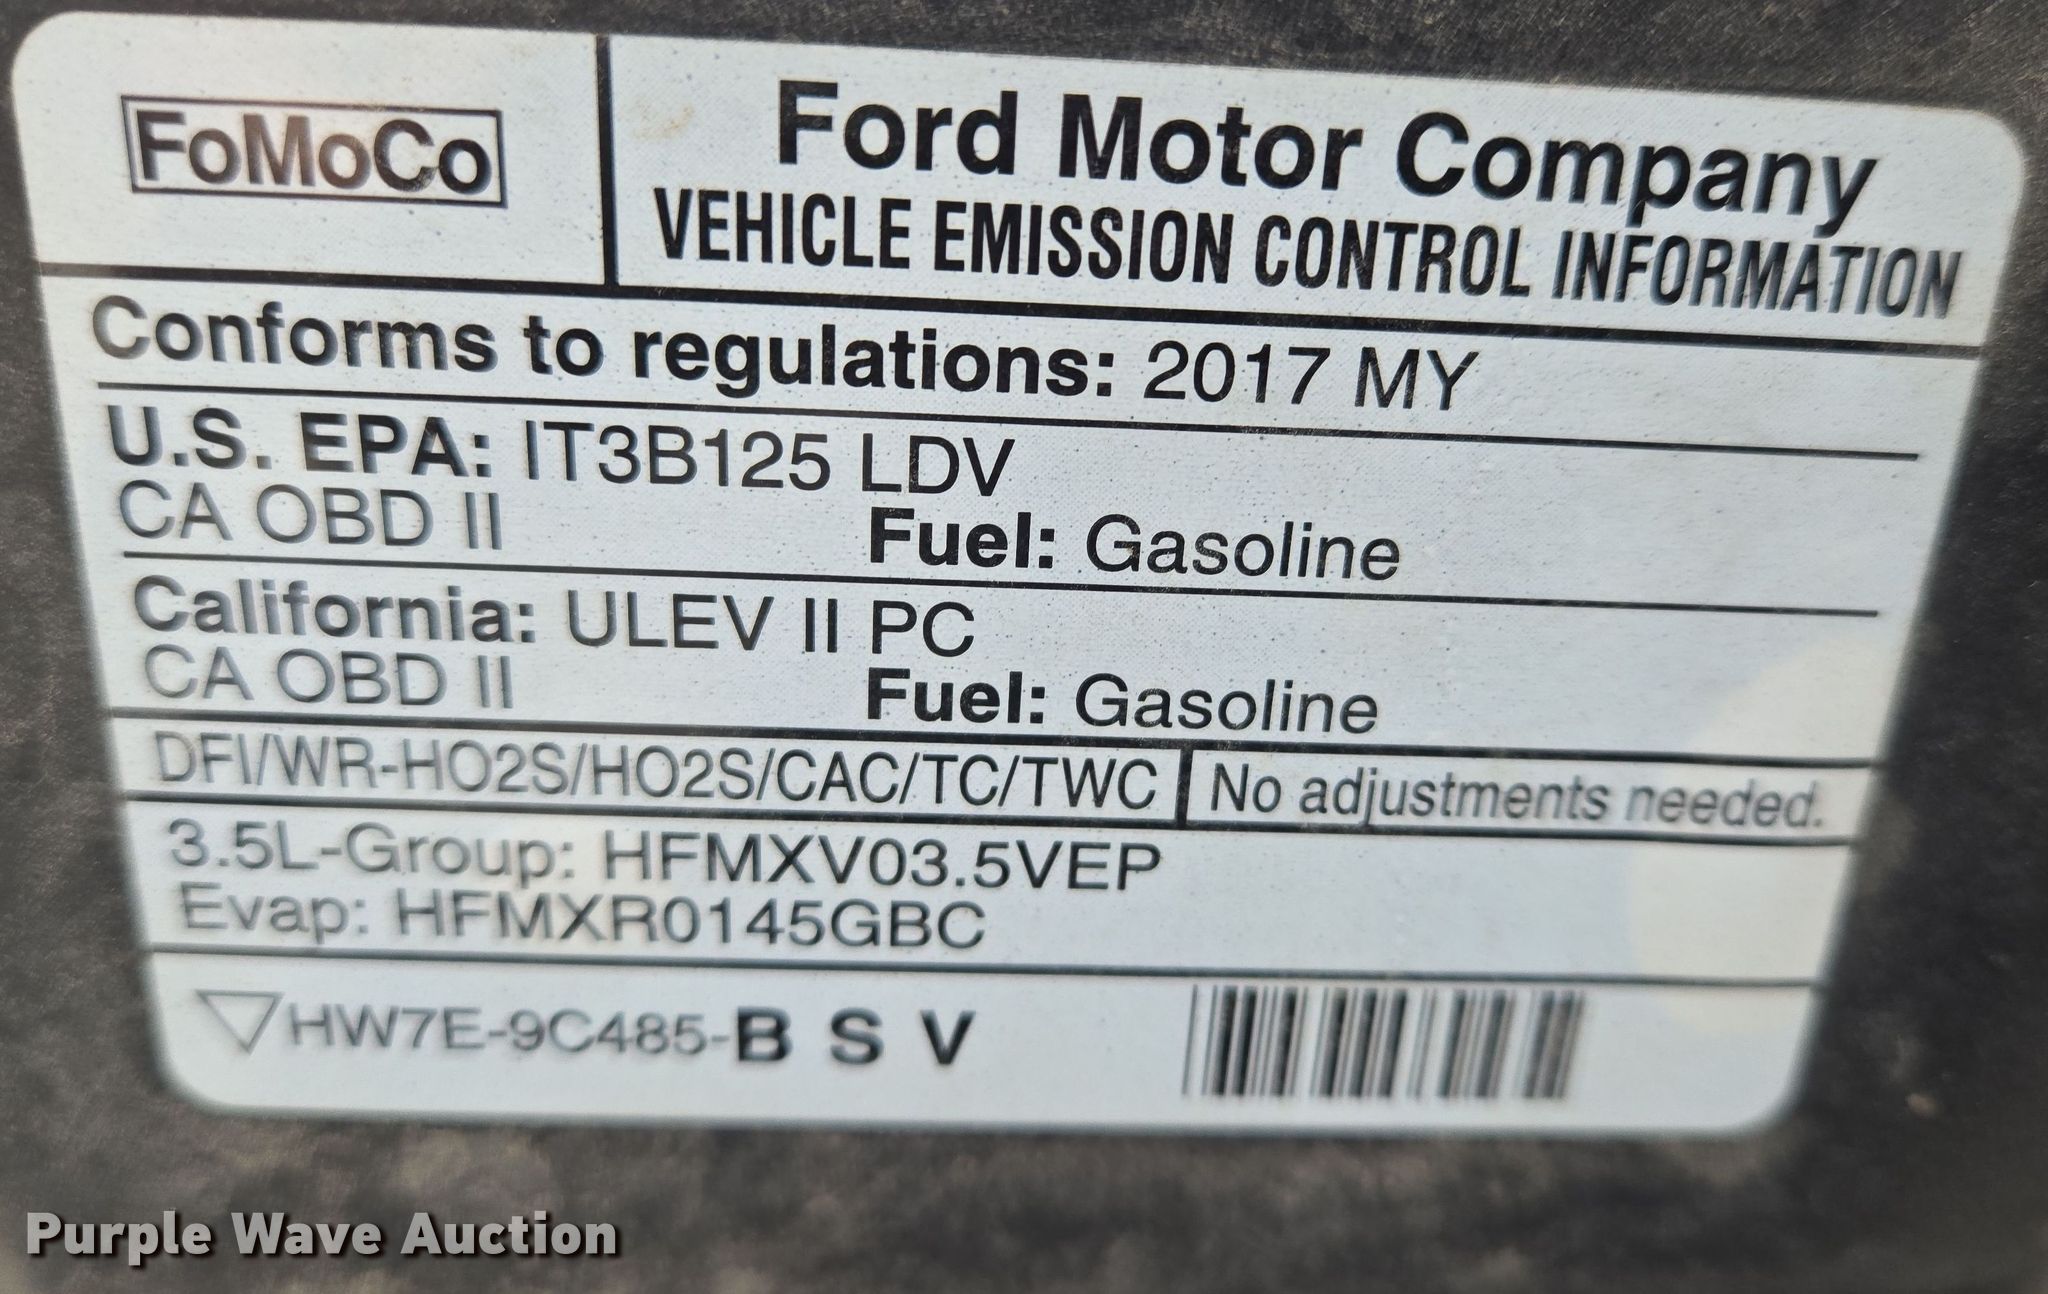 FoMoCo
Ford Motor Company
VEHICLE EMISSION CONTROL INFORMATION
Conforms to regulations: 2017 MY
U.S. EPA: IT3B125 LDV
CA OBD II Fuel: Gasoline
California: ULEV II PC
CA OBD II Fuel: Gasoline
DFI/WR-HO2S/HO2S/CAC/TC/TWC No adjustments needed.
3.5L-Group: HFMXV03.5VEP
Evap: HFMXR0145GBC
HW7E-9C485-B S V
Purple Wave Auction